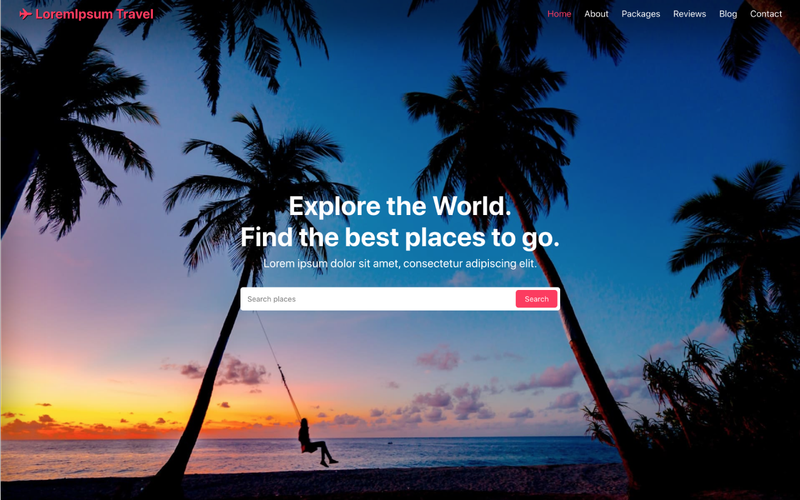 LoremIpsum Travel
Home About Packages Reviews Blog Contact
Explore the World.
Find the best places to go.
Lorem ipsum dolor sit amet, consectetur adipiscing elit.
Search places Search